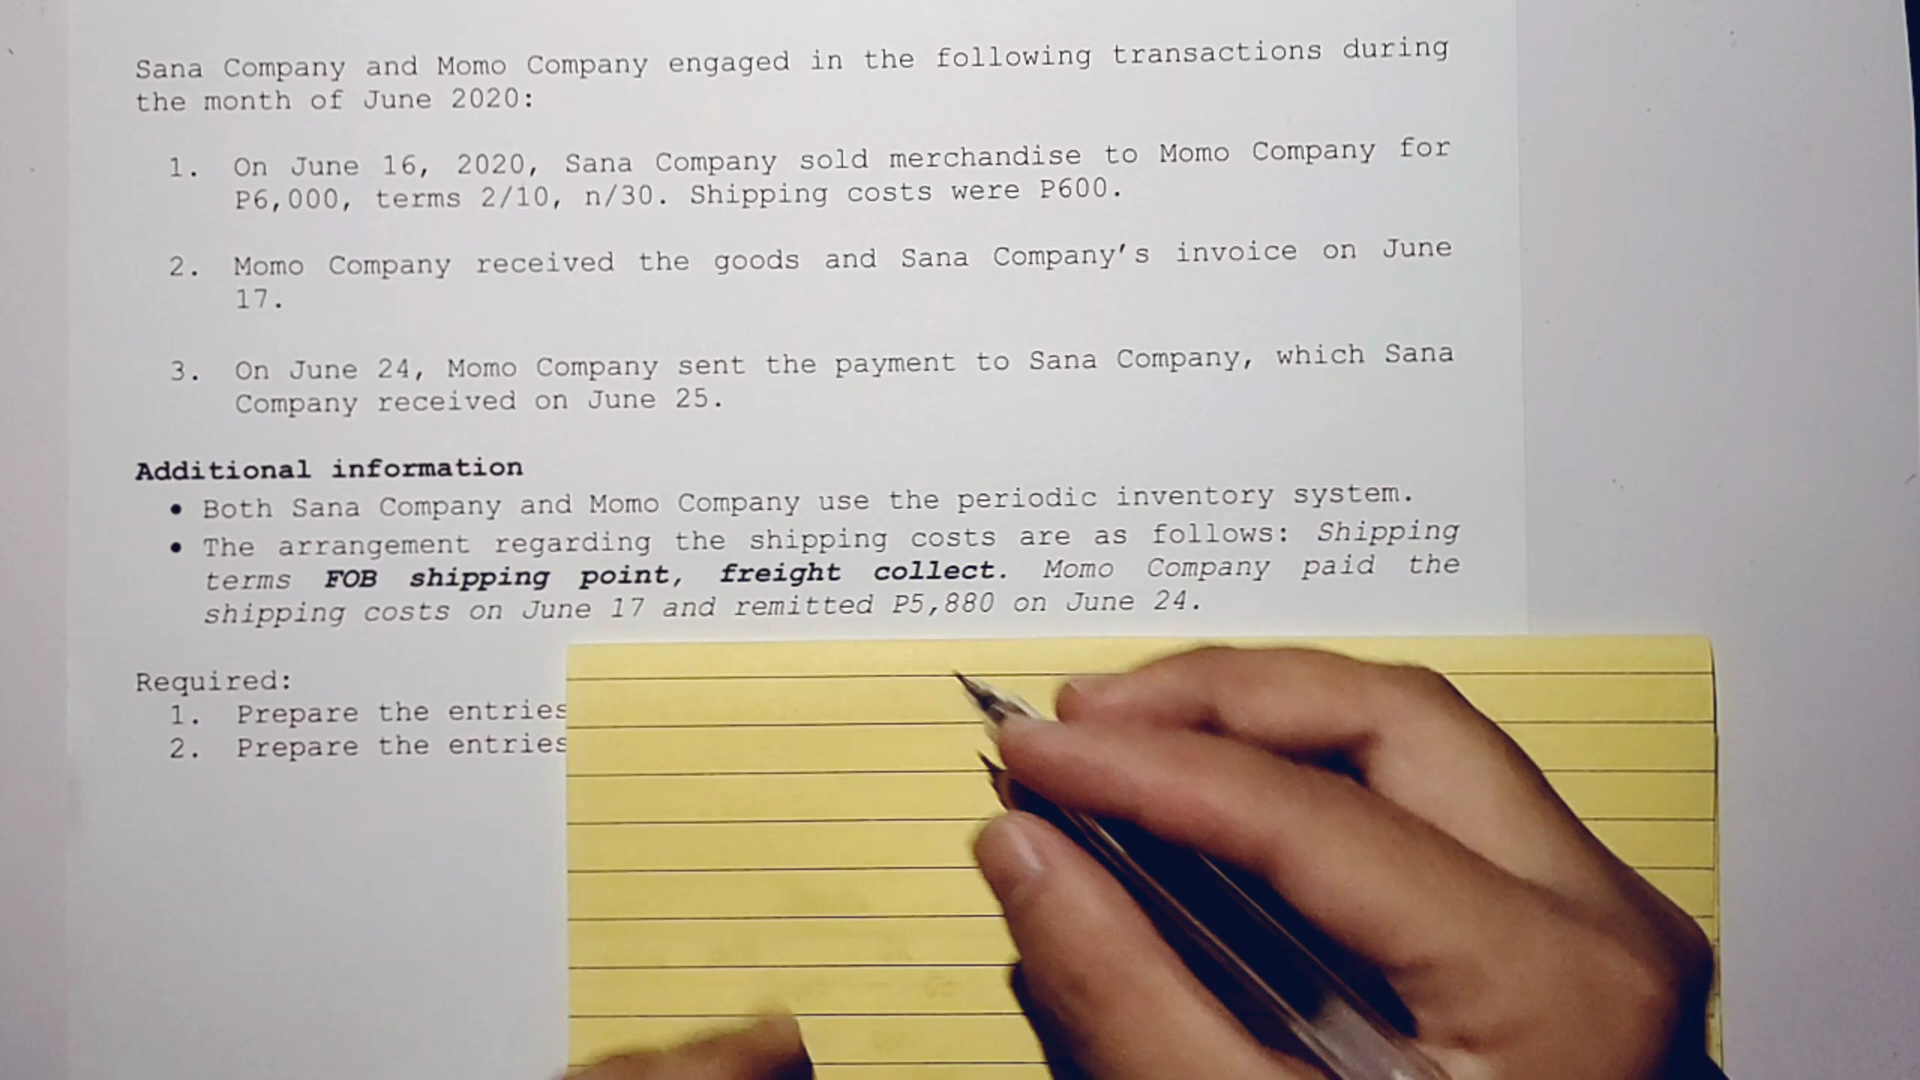 Sana Company and Momo Company engaged in the following transactions during
the month of June 2020:
1. On June 16, 2020, Sana Company sold merchandise to Momo Company for
P6,000, terms 2/10, n/30. Shipping costs were P600.
2. Momo Company received the goods and Sana Company's invoice on June
17.
3. On June 24, Momo Company sent the payment to Sana Company, which Sana
Company received on June 25.
Additional information
• Both Sana Company and Momo Company use the periodic inventory system.
• The arrangement regarding the shipping costs are as follows: Shipping
terms FOB shipping point, freight collect. Momo Company paid the
shipping costs on June 17 and remitted P5,880 on June 24.
Required:
1. Prepare the entries
2. Prepare the entries